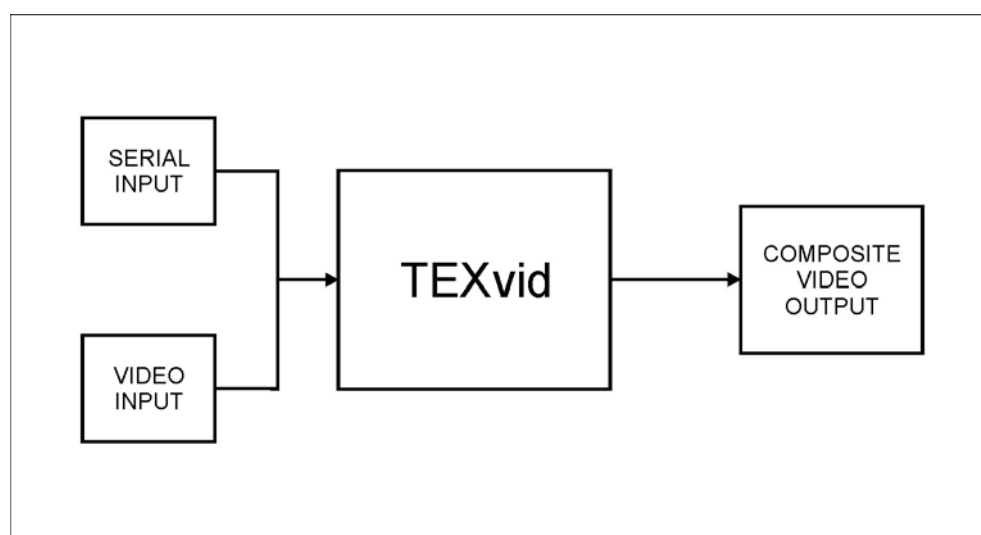 SERIAL
INPUT
VIDEO
INPUT
TEXvid
COMPOSITE
VIDEO
OUTPUT